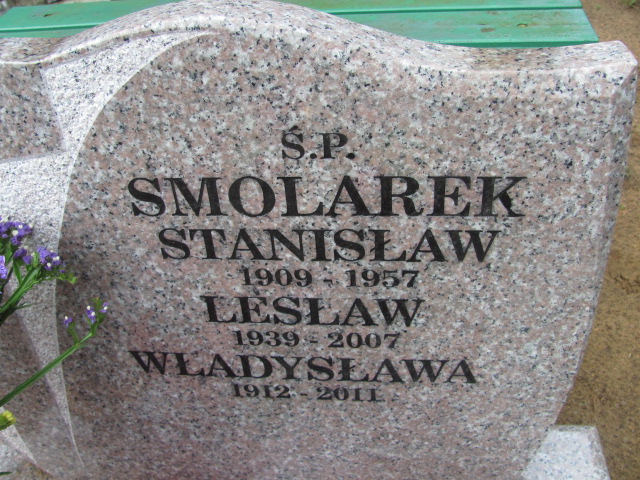 Ś.P.
SMOLAREK
STANISŁAW
1909 - 1957
LESŁAW
1939 - 2007
WŁADYSŁAWA
1912 - 2011